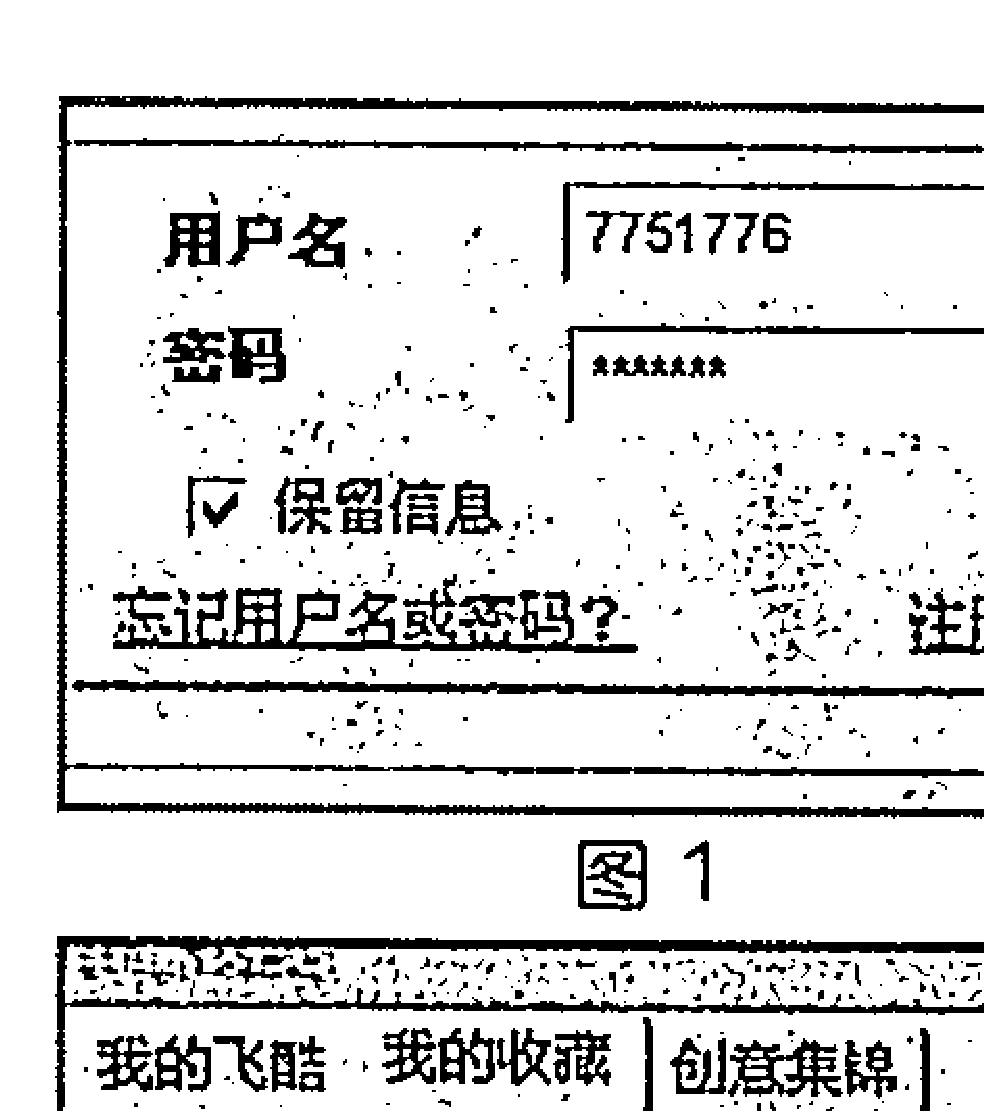 用户名 7751776
密码 *******
保留信息
忘记用户名或密码？
图 1
我的飞酷 我的收藏 创意集锦